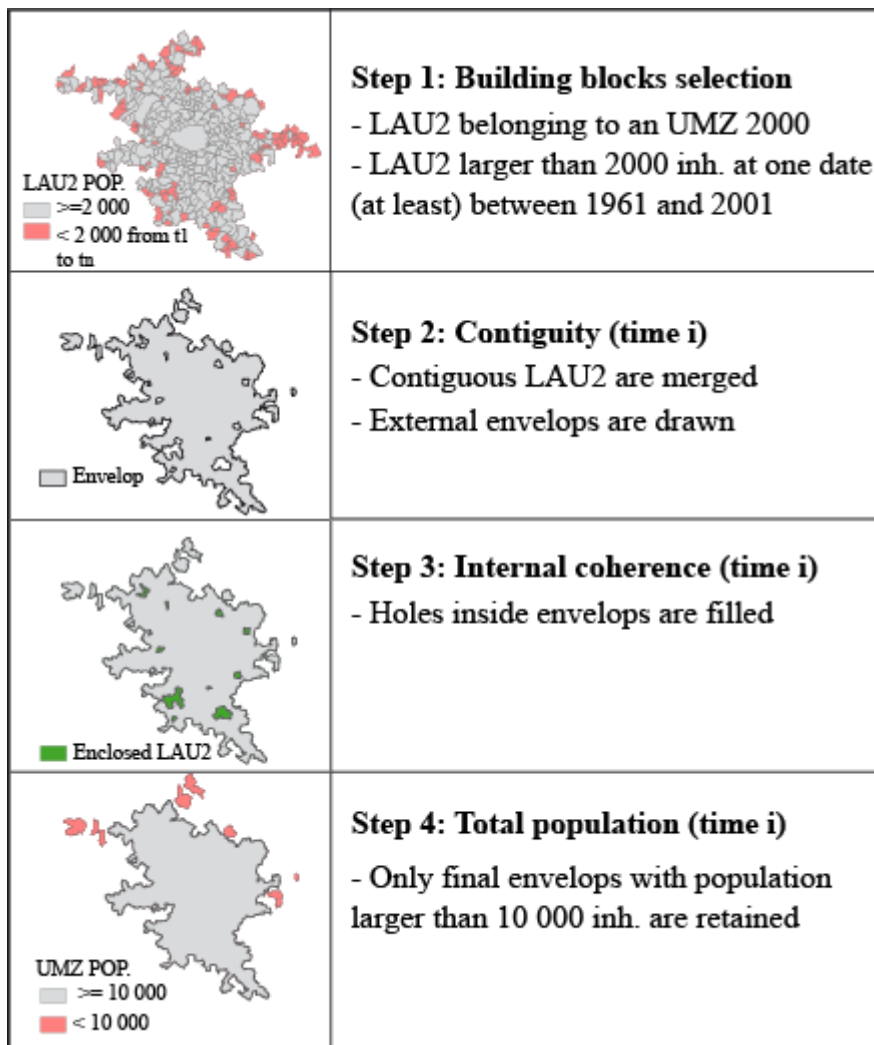 LAU2 POP.
>=2 000
< 2 000 from t1
to tn
Step 1: Building blocks selection
- LAU2 belonging to an UMZ 2000
- LAU2 larger than 2000 inh. at one date
(at least) between 1961 and 2001
Envelop
Step 2: Contiguity (time i)
- Contiguous LAU2 are merged
- External envelops are drawn
Enclosed LAU2
Step 3: Internal coherence (time i)
- Holes inside envelops are filled
UMZ POP.
>= 10 000
< 10 000
Step 4: Total population (time i)
- Only final envelops with population
larger than 10 000 inh. are retained